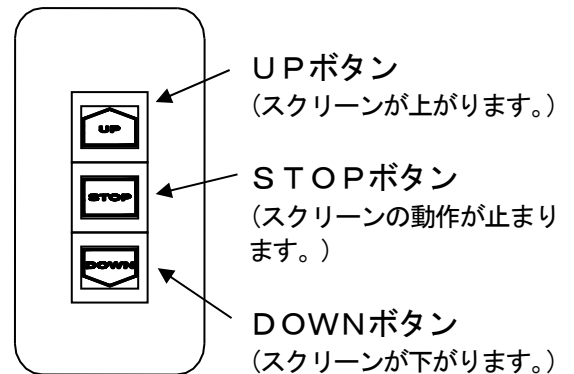 UP
STOP
DOWN
UPボタン
(スクリーンが上がります。)
STOPボタン
(スクリーンの動作が止まり
ます。)
DOWNボタン
(スクリーンが下がります。)